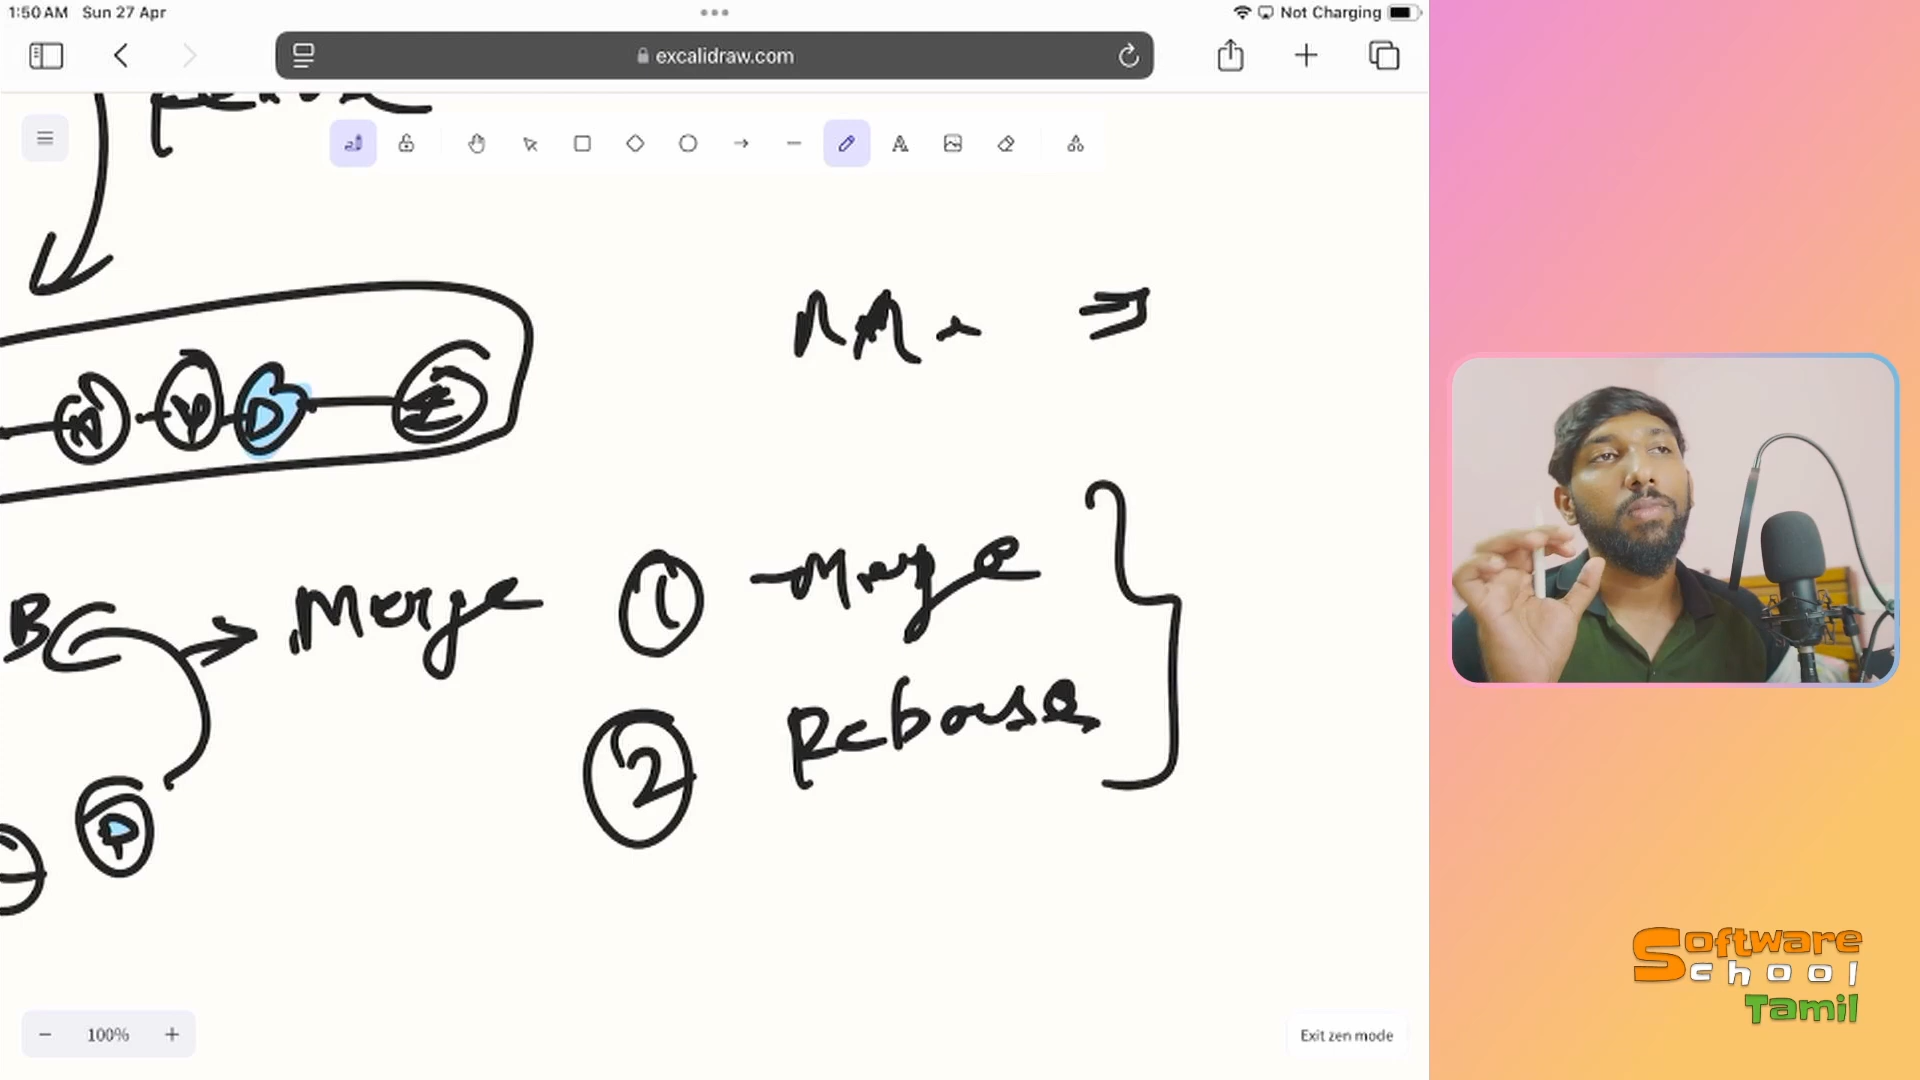 1:50 AM Sun 27 Apr
Not Charging
excalidraw.com
D
B
Merge
1 Merge
2 Rebase
100%
Exit zen mode
Software
School
Tamil